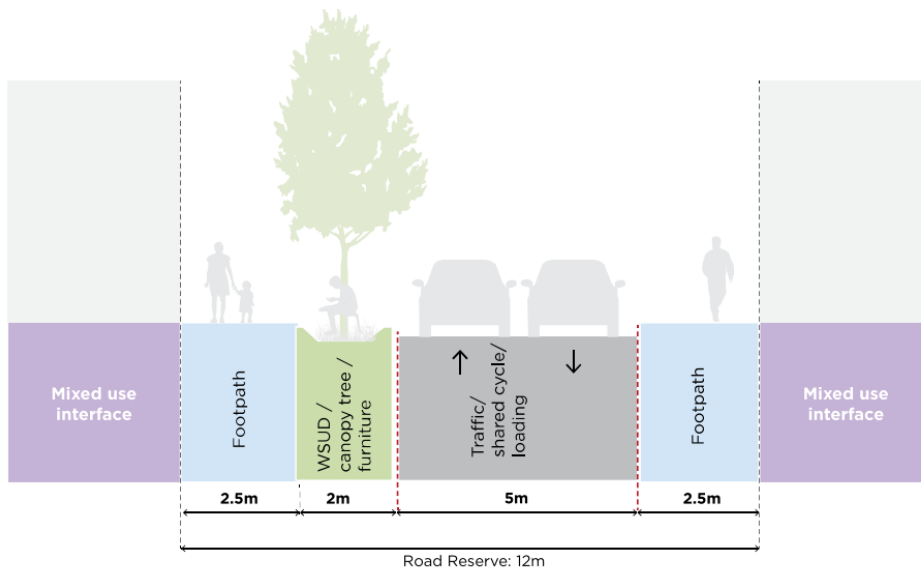 Mixed use
interface
Footpath
WSUD /
canopy tree /
furniture
Traffic/
shared cycle/
loading
Footpath
Mixed use
interface
2.5m
2m
5m
2.5m
Road Reserve: 12m